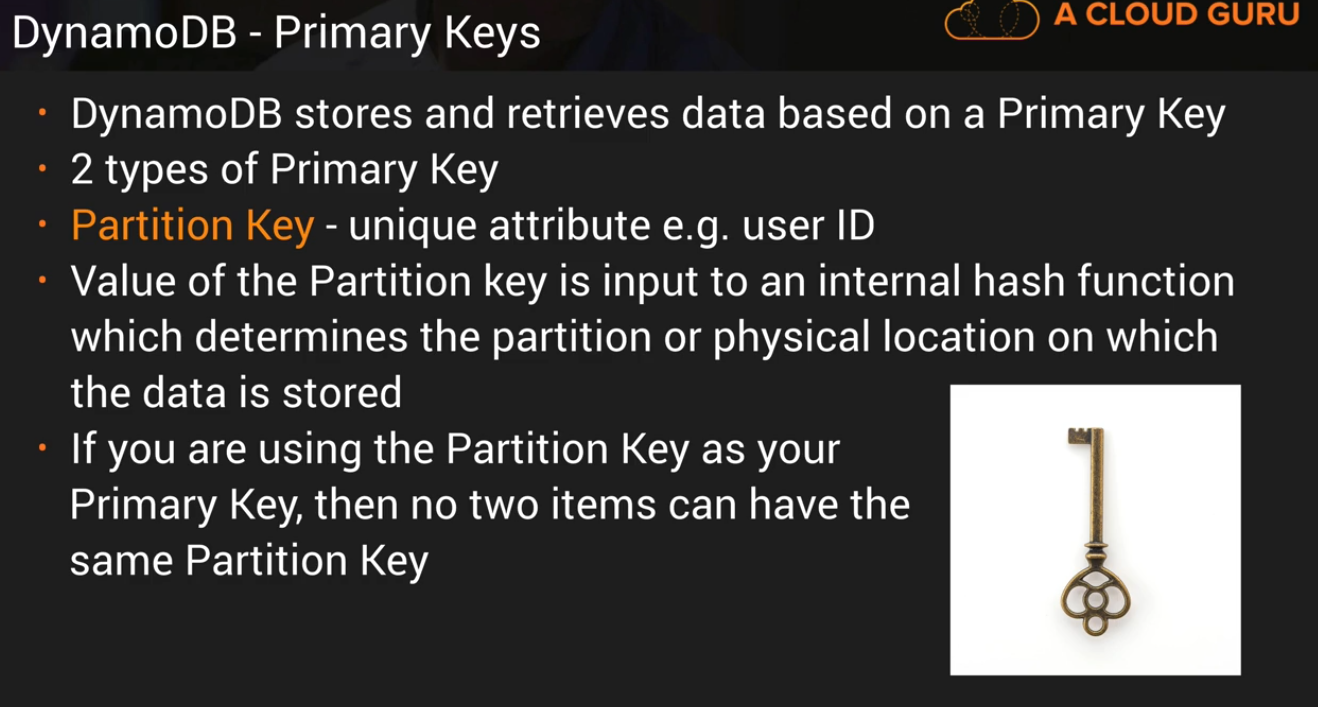 DynamoDB - Primary Keys
A CLOUD GURU
• DynamoDB stores and retrieves data based on a Primary Key
• 2 types of Primary Key
• Partition Key - unique attribute e.g. user ID
• Value of the Partition key is input to an internal hash function
which determines the partition or physical location on which
the data is stored
• If you are using the Partition Key as your
Primary Key, then no two items can have the
same Partition Key